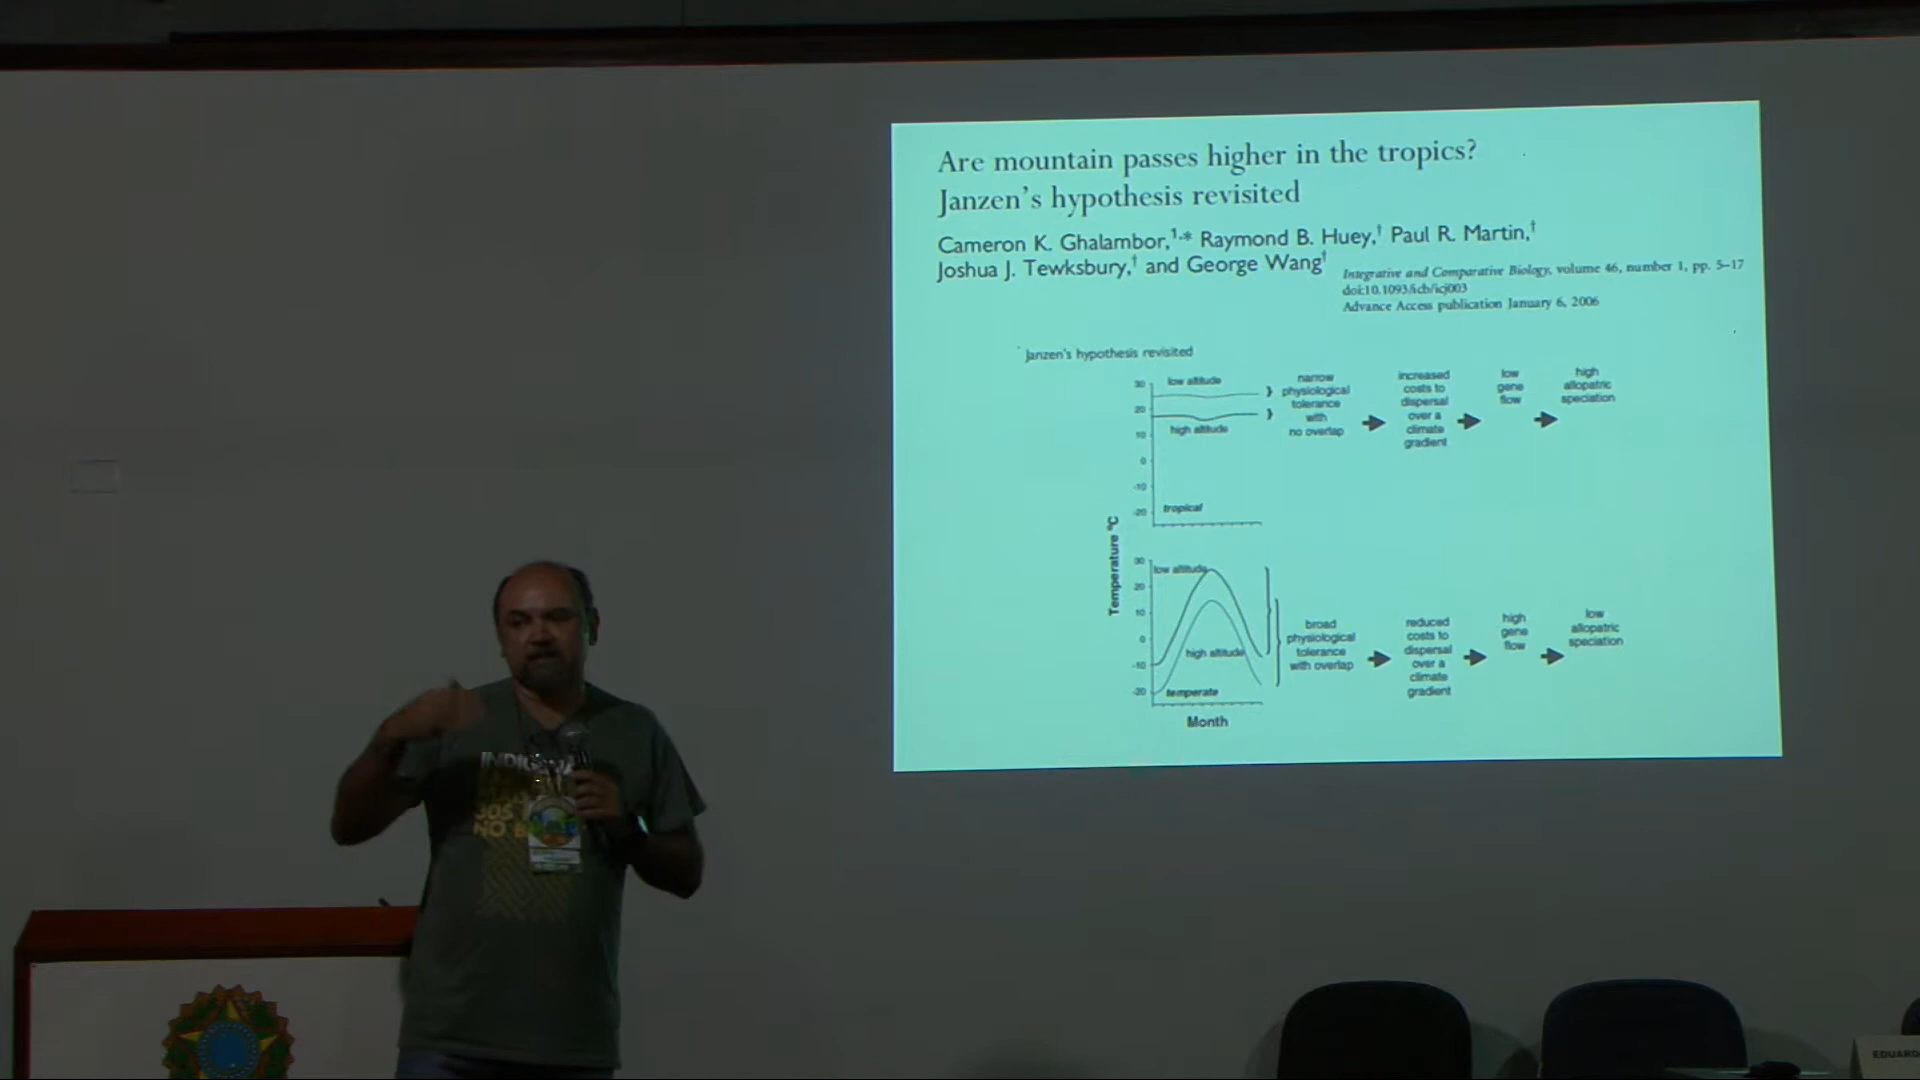 Are mountain passes higher in the tropics?
Janzen's hypothesis revisited
Cameron K. Ghalambor,¹,* Raymond B. Huey,† Paul R. Martin,†
Joshua J. Tewksbury,† and George Wang†
Integrative and Comparative Biology, volume 46, number 1, pp. 5–17
doi:10.1093/icb/icj003
Advance Access publication January 6, 2006
Janzen's hypothesis revisited
Temperature °C
30
20
10
0
-10
-20
low altitude
high altitude
tropical
narrow
physiological
tolerance
with
no overlap
increased
costs to
dispersal
over a
climate
gradient
low
gene
flow
high
allopatric
speciation
30
20
10
0
-10
-20
low altitude
high altitude
temperate
Month
broad
physiological
tolerance
with overlap
reduced
costs to
dispersal
over a
climate
gradient
high
gene
flow
low
allopatric
speciation
NO